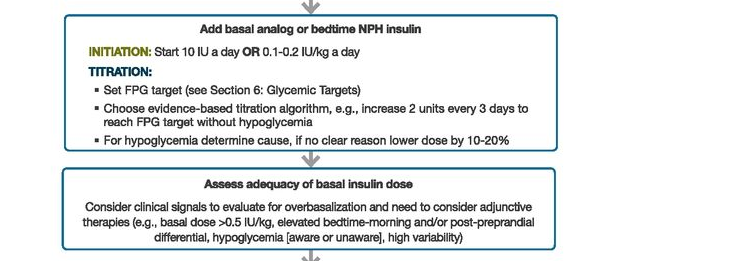 Add basal analog or bedtime NPH insulin
INITIATION: Start 10 IU a day OR 0.1-0.2 IU/kg a day
TITRATION:
▪ Set FPG target (see Section 6: Glycemic Targets)
▪ Choose evidence-based titration algorithm, e.g., increase 2 units every 3 days to
reach FPG target without hypoglycemia
▪ For hypoglycemia determine cause, if no clear reason lower dose by 10-20%
Assess adequacy of basal insulin dose
Consider clinical signals to evaluate for overbasalization and need to consider adjunctive
therapies (e.g., basal dose >0.5 IU/kg, elevated bedtime-morning and/or post-preprandial
differential, hypoglycemia [aware or unaware], high variability)